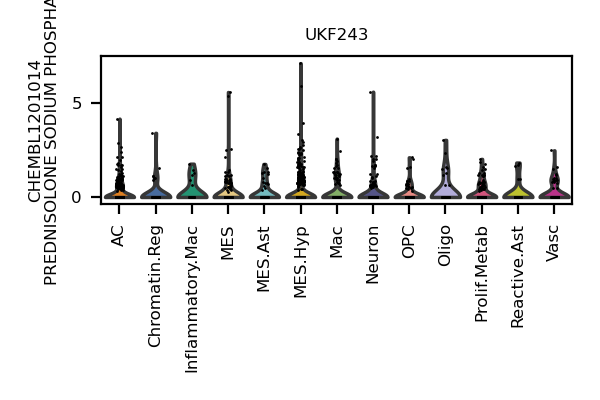 UKF243
CHEMBL1201014
PREDNISOLONE SODIUM
5
0
AC
Chromatin.Reg
Inflammatory.Mac
MES
MES.Ast
MES.Hyp
Mac
Neuron
OPC
Oligo
Prolif.Metab
Reactive.Ast
Vasc